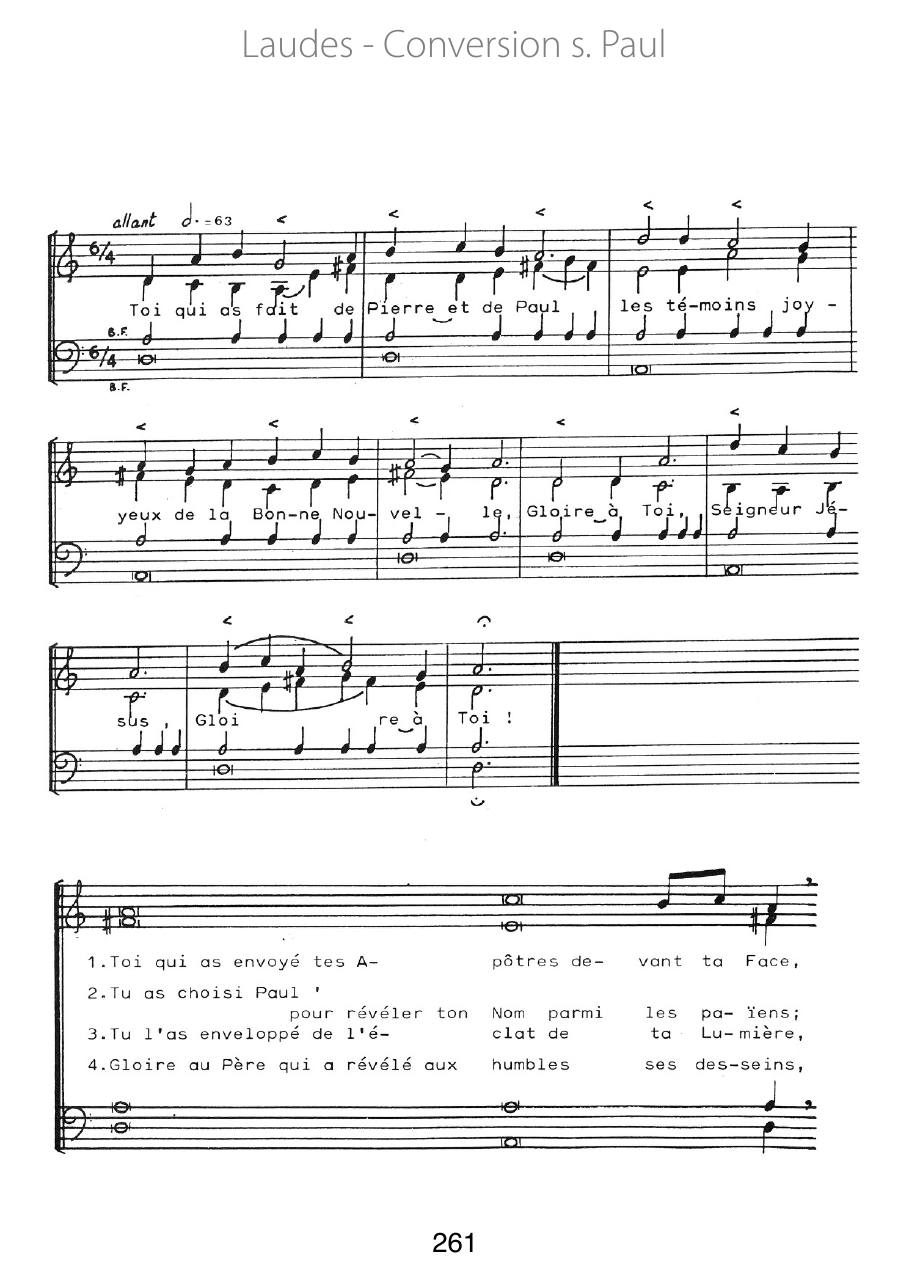 Laudes - Conversion s. Paul
allant 𝅗𝅥. = 63
Toi qui as fait de Pierre et de Paul les té-moins joy -
B.F.
B.F.
yeux de la Bon-ne Nou- vel - le, Gloire à Toi, Seigneur Jé-
sus, Gloi re à Toi !
1.Toi qui as envoyé tes A- pôtres de- vant ta Face,
2.Tu as choisi Paul '
pour révéler ton Nom parmi les pa- ïens;
3.Tu l'as enveloppé de l'é- clat de ta Lu-mière,
4.Gloire au Père qui a révélé aux humbles ses des-seins,
261